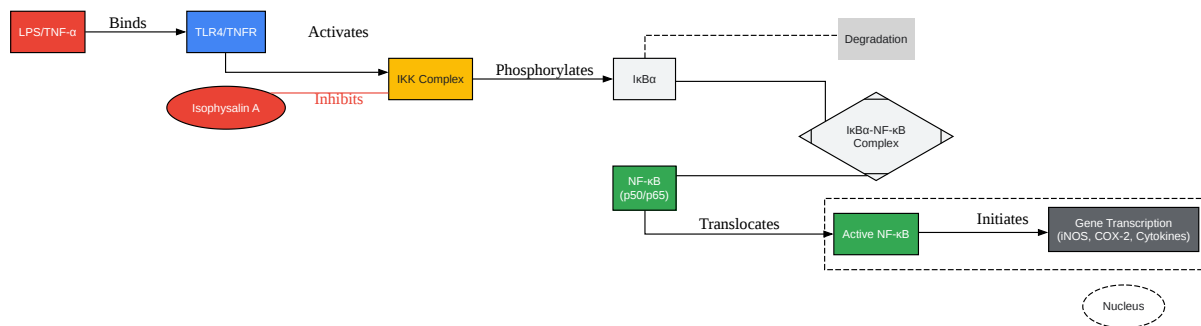 LPS/TNF-α
Binds
TLR4/TNFR
Activates
Degradation
IKK Complex
Phosphorylates
IκBα
Isophysalin A
Inhibits
IκBα-NF-κB
Complex
NF-κB
(p50/p65)
Translocates
Active NF-κB
Initiates
Gene Transcription
(iNOS, COX-2, Cytokines)
Nucleus